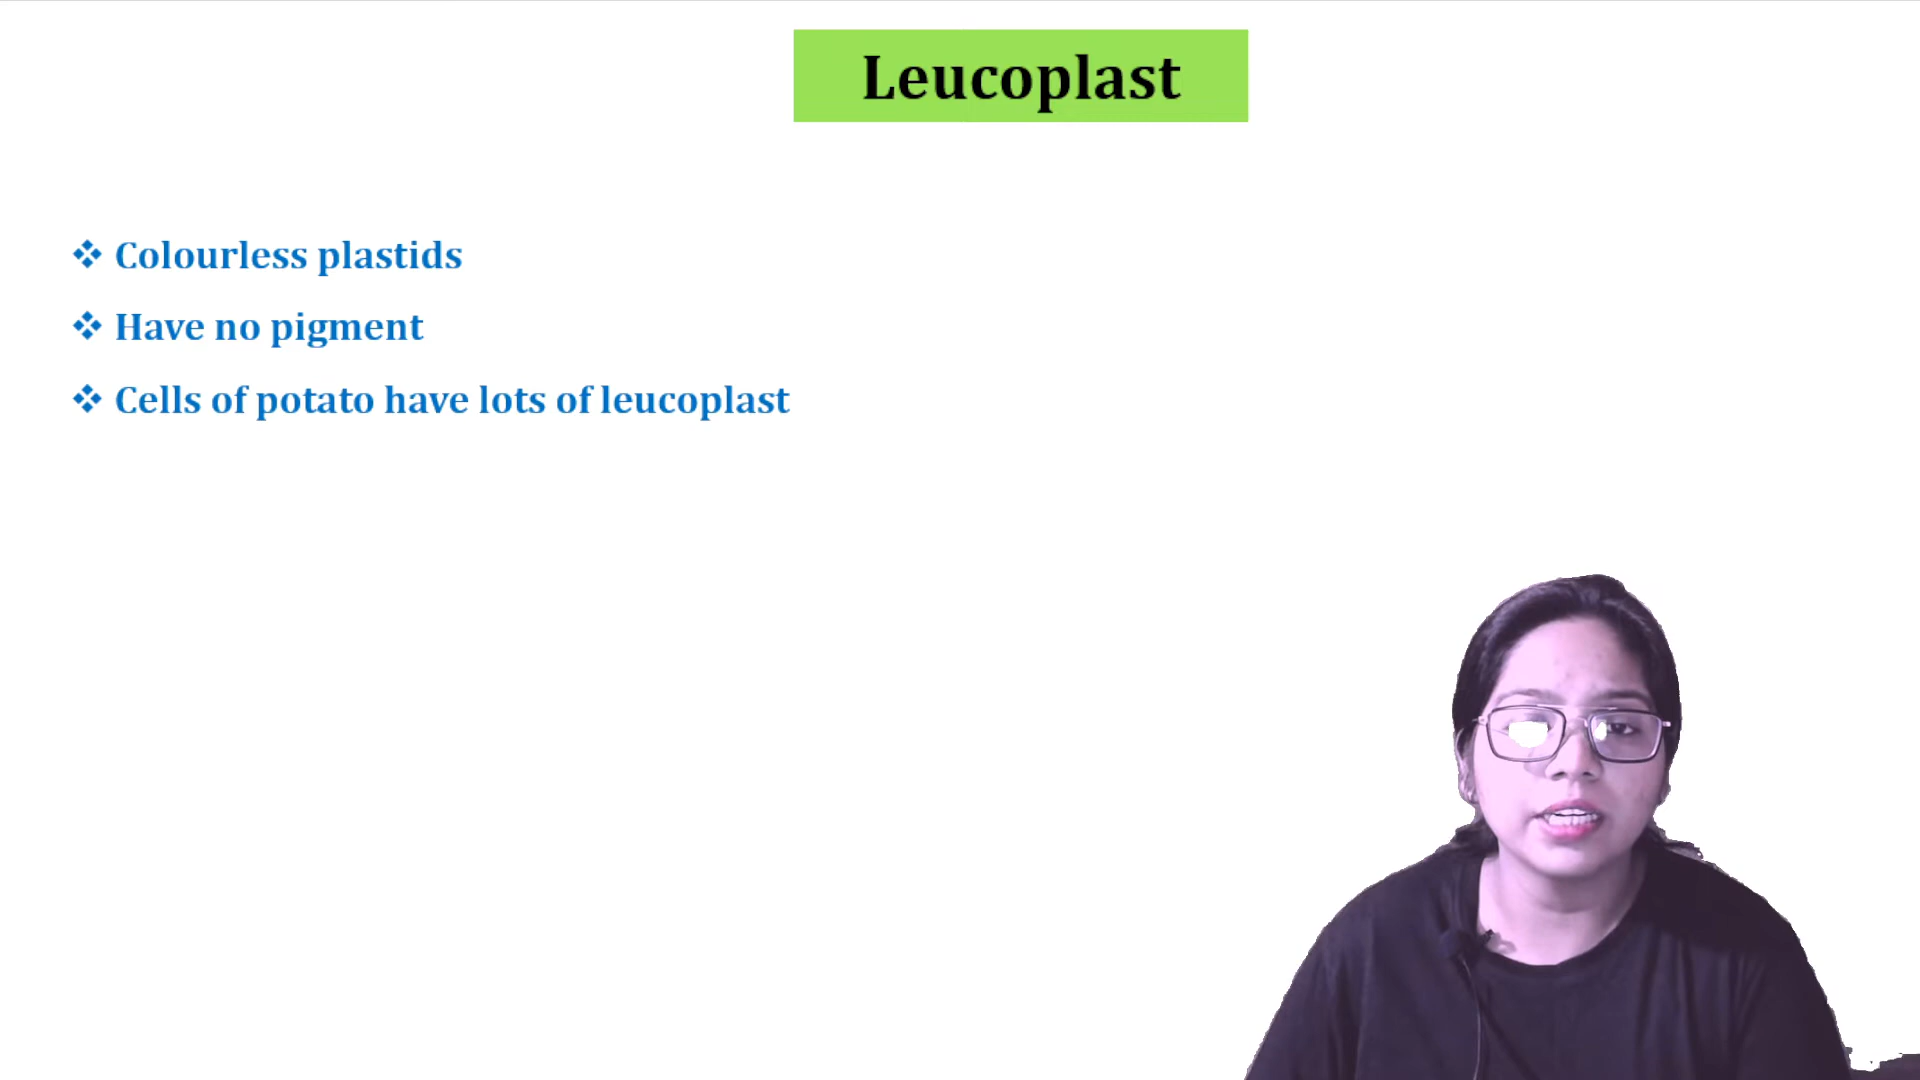 Leucoplast
❖ Colourless plastids
❖ Have no pigment
❖ Cells of potato have lots of leucoplast